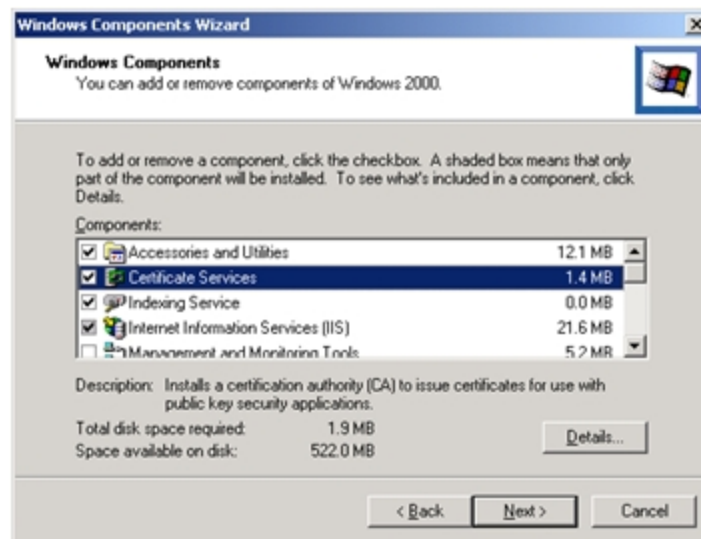 Windows Components Wizard
Windows Components
You can add or remove components of Windows 2000.
To add or remove a component, click the checkbox. A shaded box means that only
part of the component will be installed. To see what's included in a component, click
Details.
Components:
Accessories and Utilities 12.1 MB
Certificate Services 1.4 MB
Indexing Service 0.0 MB
Internet Information Services (IIS) 21.6 MB
Management and Monitoring Tools 5.2 MB
Description: Installs a certification authority (CA) to issue certificates for use with
public key security applications.
Total disk space required: 1.9 MB
Space available on disk: 522.0 MB
Details...
< Back Next > Cancel